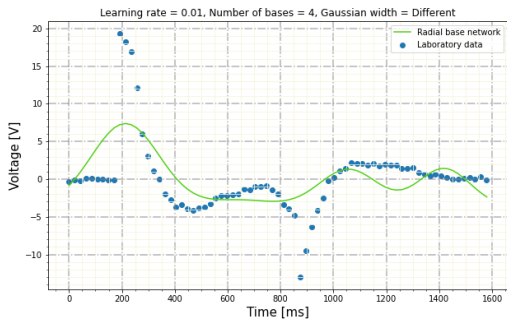 Learning rate = 0.01, Number of bases = 4, Gaussian width = Different
Radial base network
Laboratory data
Voltage [V]
20
15
10
5
0
−5
−10
0 200 400 600 800 1000 1200 1400 1600
Time [ms]